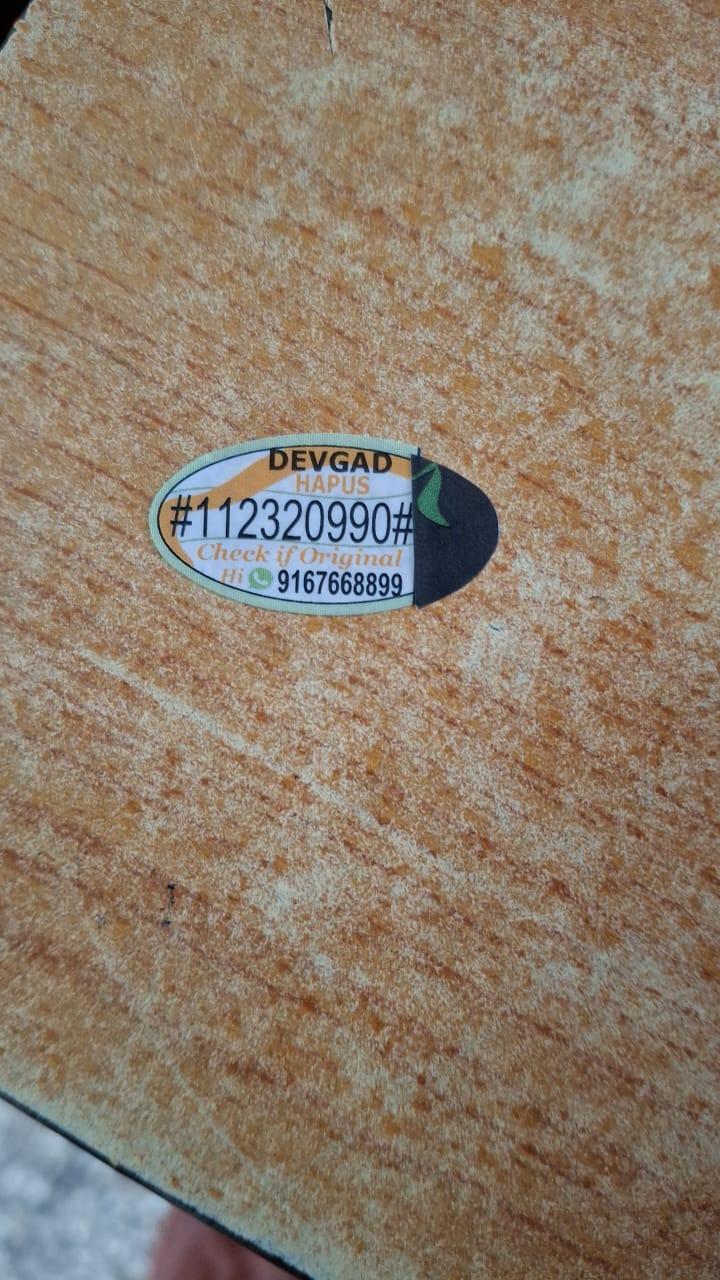 DEVGAD
HAPUS
#112320990#
Check if Original
Hi 9167668899